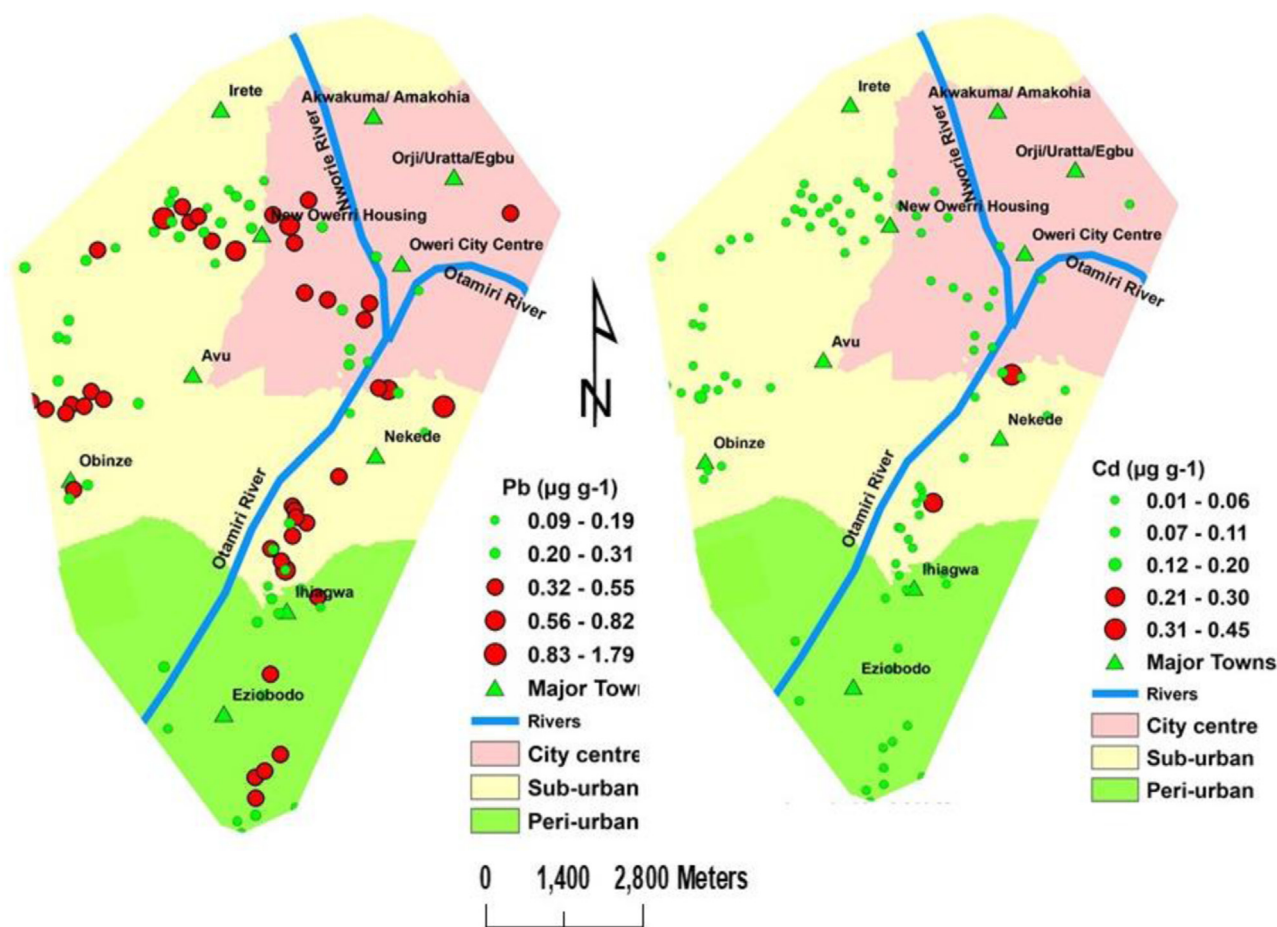 Irete
Akwakuma/ Amakohia
Nworie River
Orji/Uratta/Egbu
New Owerri Housing
Oweri City Centre
Otamiri River
Avu
Nekede
Obinze
Otamiri River
Ihiagwa
Eziobodo
Pb (µg g-1)
0.09 - 0.19
0.20 - 0.31
0.32 - 0.55
0.56 - 0.82
0.83 - 1.79
Major Town
Rivers
City centre
Sub-urban
Peri-urban
N
0 1,400 2,800 Meters
Irete
Akwakuma/ Amakohia
Nworie River
Orji/Uratta/Egbu
New Owerri Housing
Oweri City Centre
Otamiri River
Avu
Nekede
Obinze
Otamiri River
Ihiagwa
Eziobodo
Cd (µg g-1)
0.01 - 0.06
0.07 - 0.11
0.12 - 0.20
0.21 - 0.30
0.31 - 0.45
Major Towns
Rivers
City centre
Sub-urban
Peri-urban